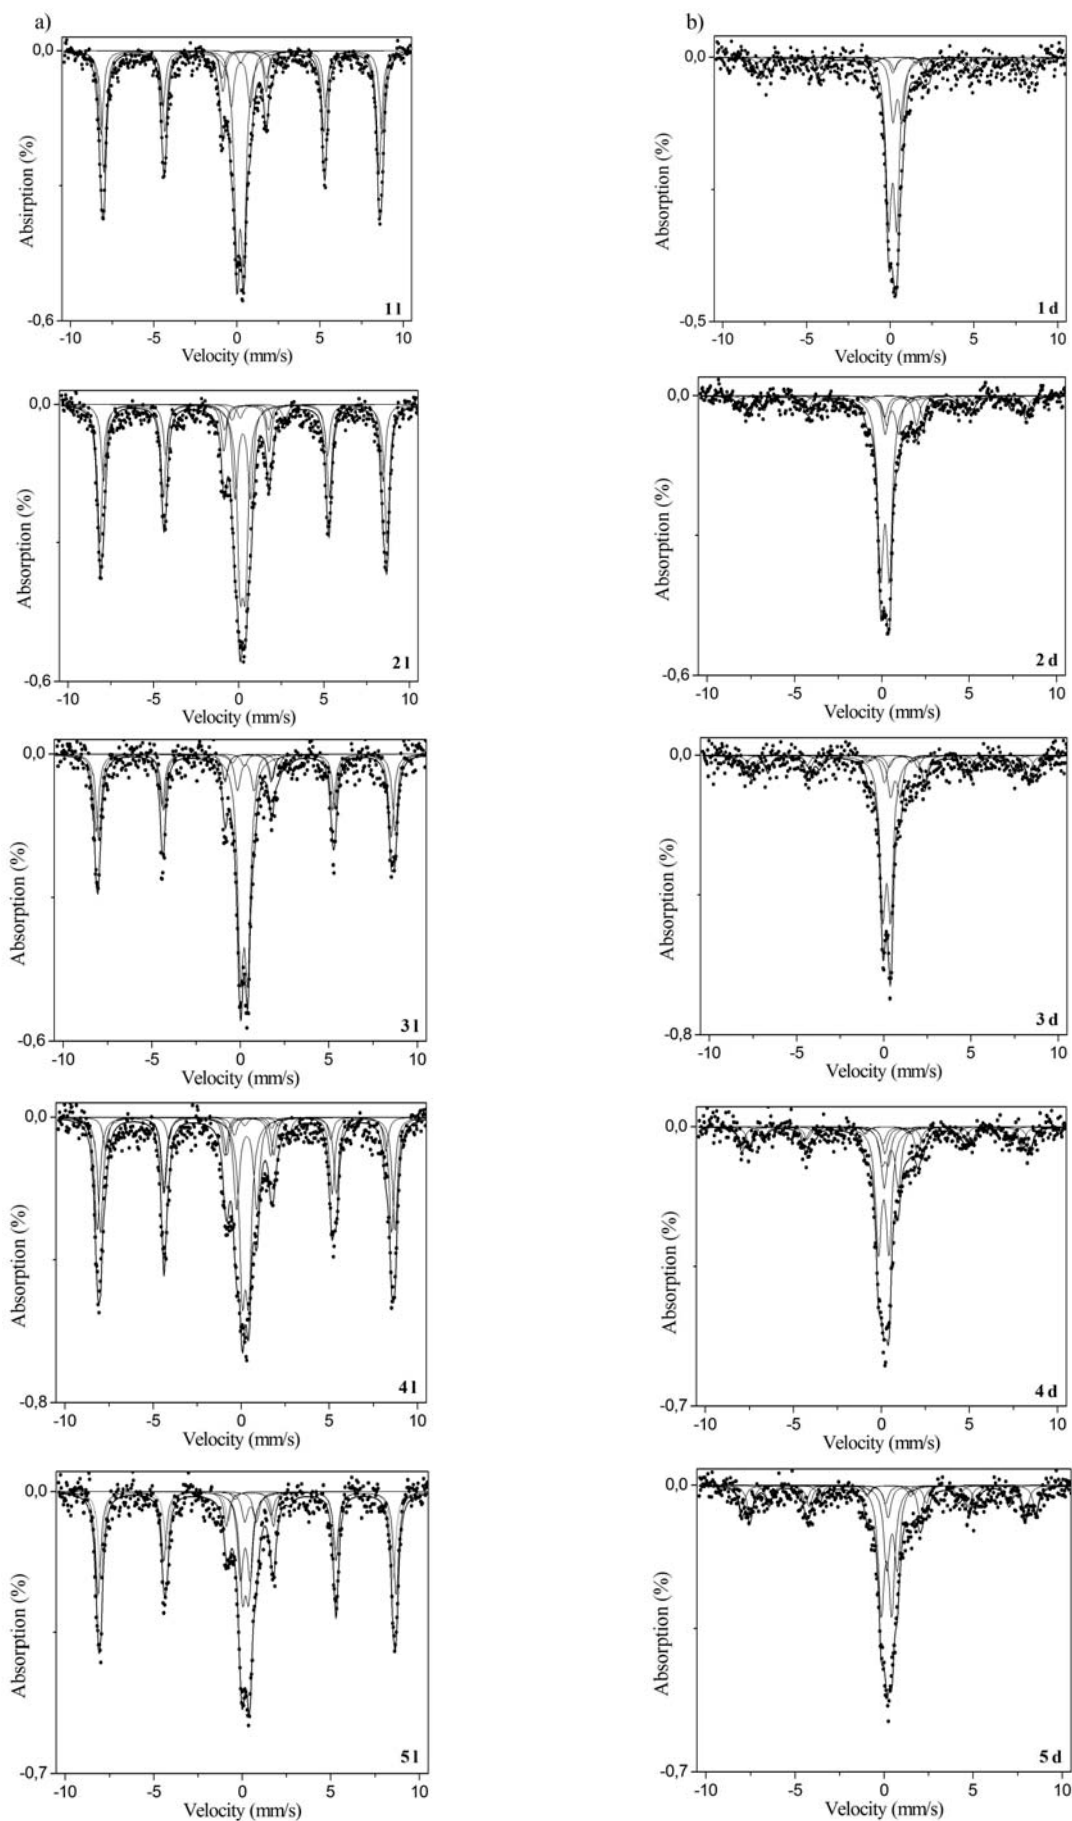 a)
0,0
Absirption (%)
-0,6
1 l
-10 -5 0 5 10
Velocity (mm/s)
0,0
Absorption (%)
-0,6
2 l
-10 -5 0 5 10
Velocity (mm/s)
0,0
Absorption (%)
-0,6
3 l
-10 -5 0 5 10
Velocity (mm/s)
0,0
Absorption (%)
-0,8
4 l
-10 -5 0 5 10
Velocity (mm/s)
0,0
Absorption (%)
-0,7
5 l
-10 -5 0 5 10
Velocity (mm/s)
b)
0,0
Absorption (%)
-0,5
1 d
-10 -5 0 5 10
Velocity (mm/s)
0,0
Absorption (%)
-0,6
2 d
-10 -5 0 5 10
Velocity (mm/s)
0,0
Absorption (%)
-0,8
3 d
-10 -5 0 5 10
Velocity (mm/s)
0,0
Absorption (%)
-0,7
4 d
-10 -5 0 5 10
Velocity (mm/s)
0,0
Absorption (%)
-0,7
5 d
-10 -5 0 5 10
Velocity (mm/s)